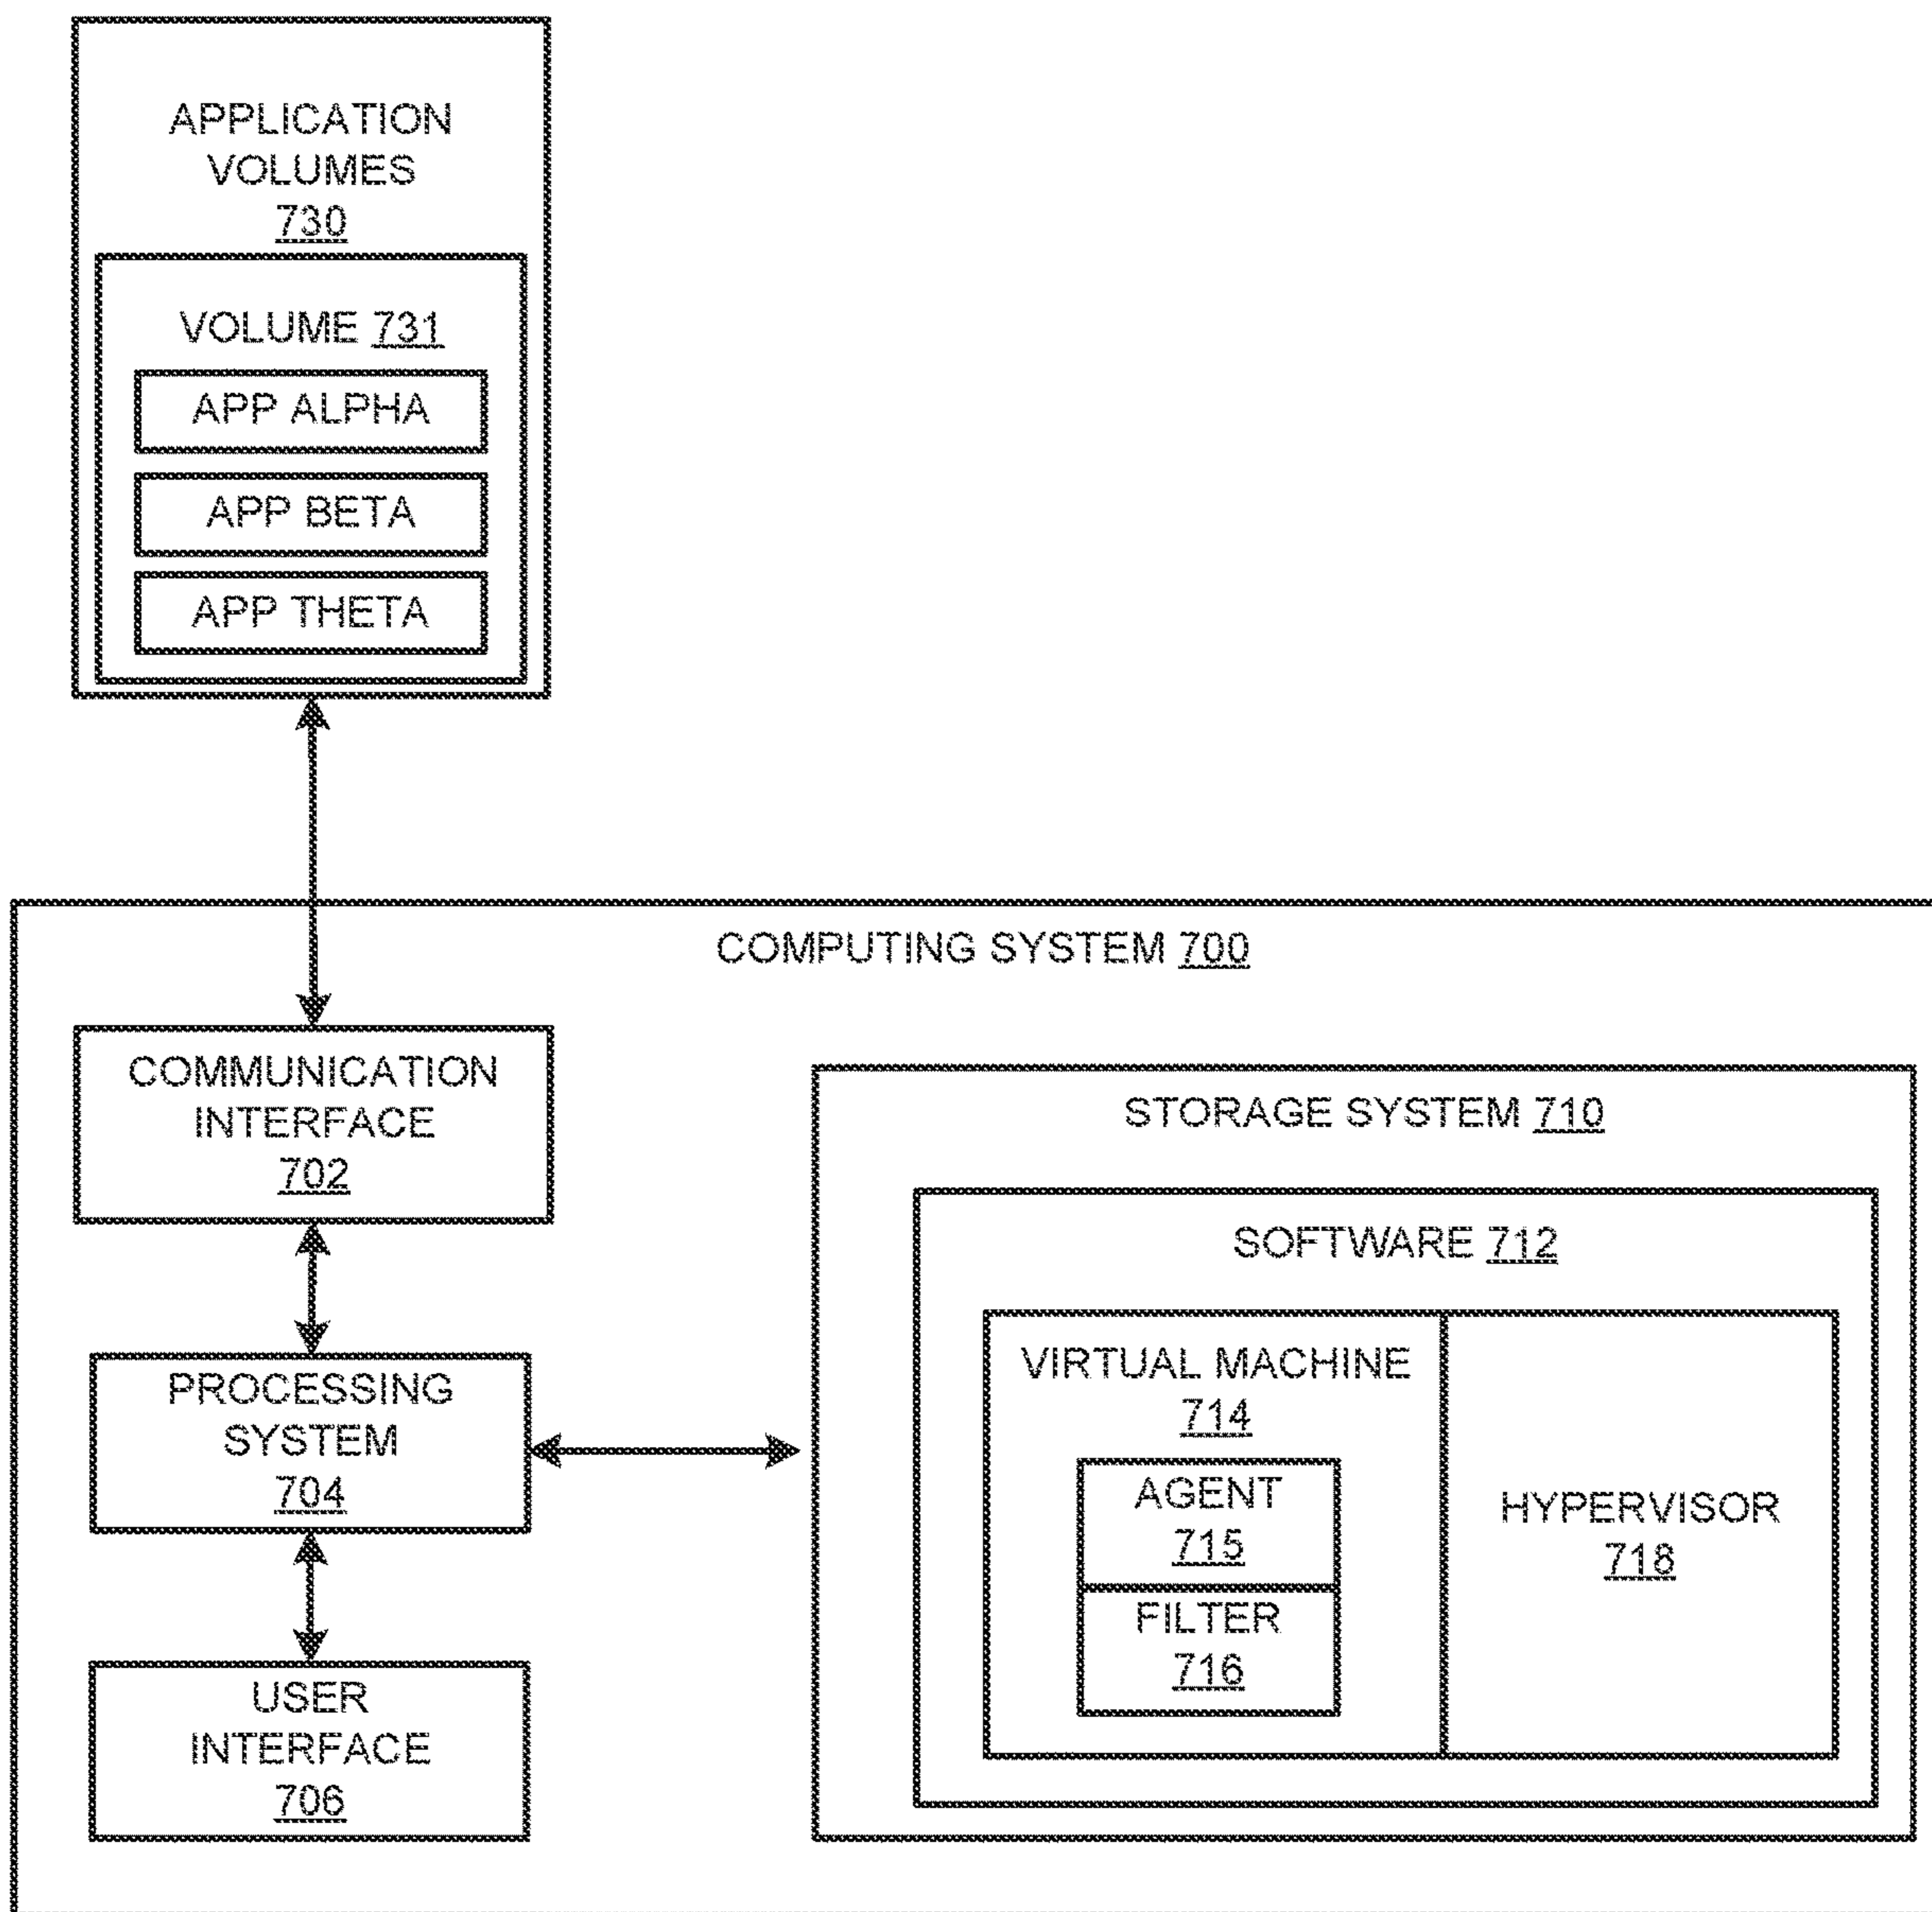 APPLICATION
VOLUMES
730
VOLUME 731
APP ALPHA
APP BETA
APP THETA
COMPUTING SYSTEM 700
COMMUNICATION
INTERFACE
702
PROCESSING
SYSTEM
704
USER
INTERFACE
706
STORAGE SYSTEM 710
SOFTWARE 712
VIRTUAL MACHINE
714
AGENT
715
FILTER
716
HYPERVISOR
718